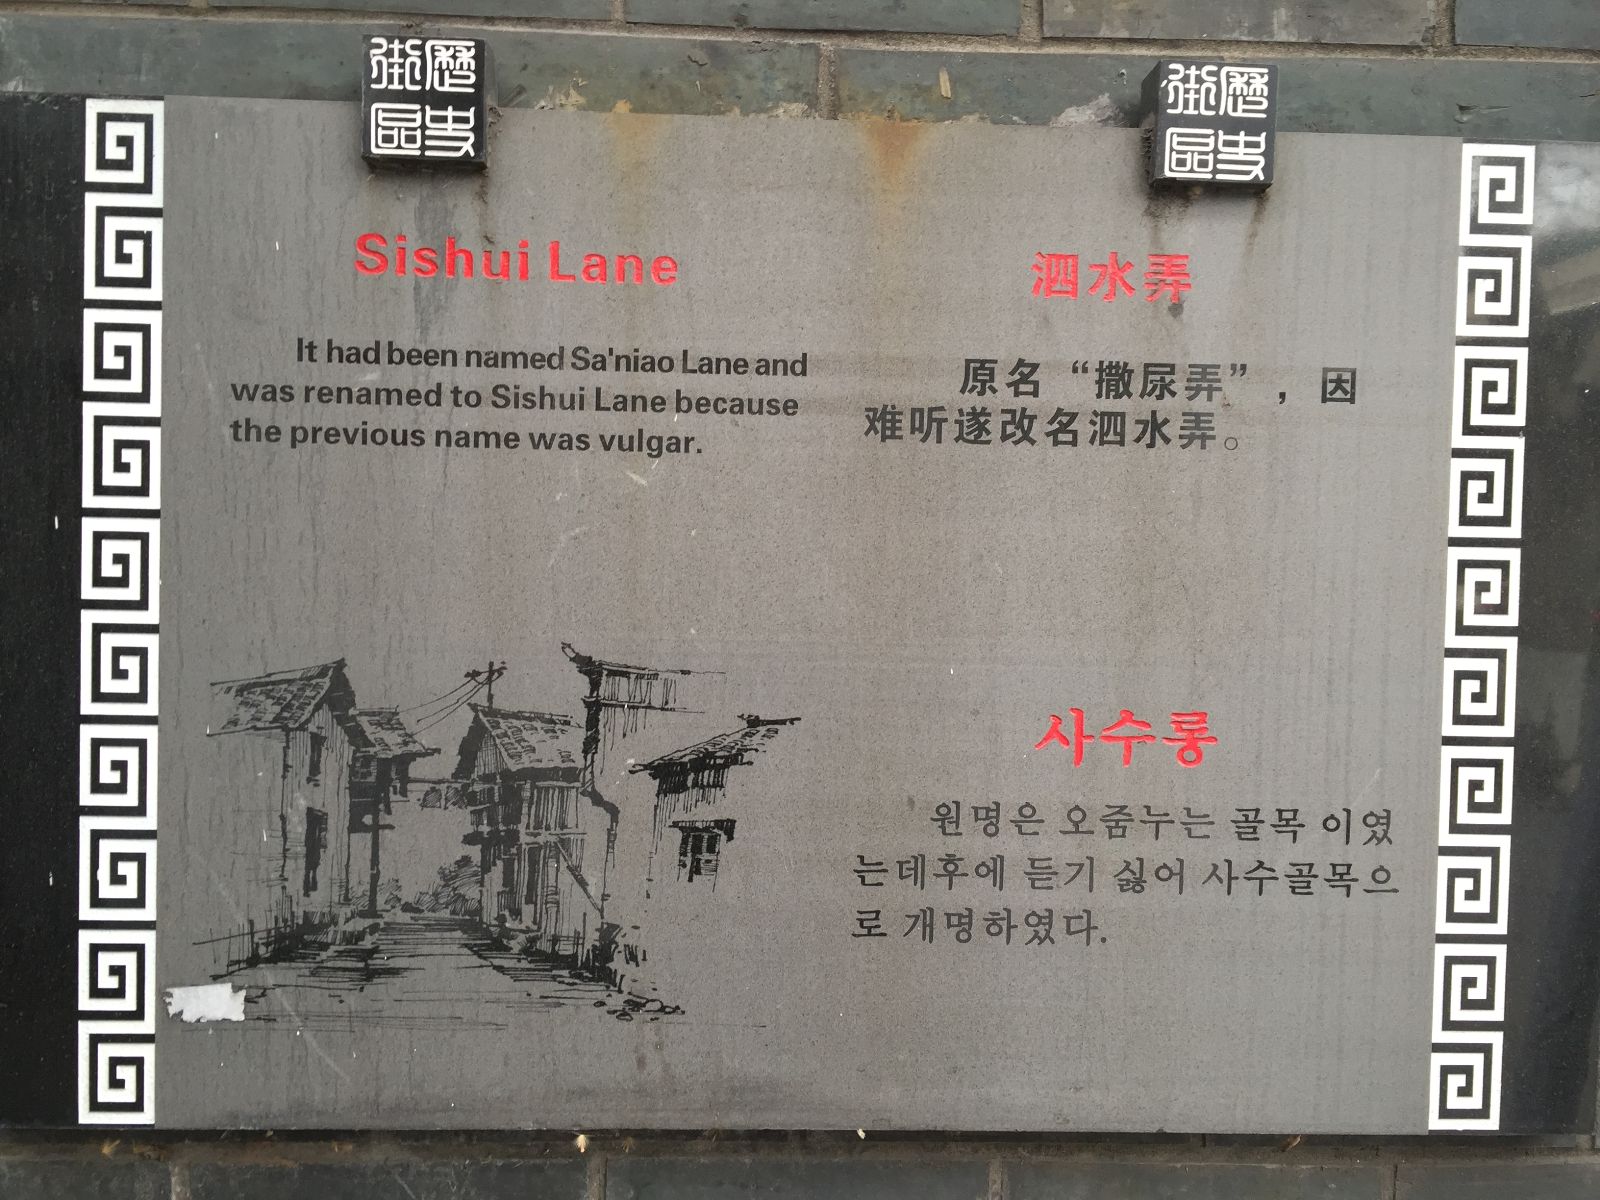 歷史
街區
歷史
街區
Sishui Lane
It had been named Sa'niao Lane and
was renamed to Sishui Lane because
the previous name was vulgar.
泗水弄
原名“撒尿弄”，因
难听遂改名泗水弄。
사수롱
원명은 오줌누는 골목 이였
는데후에 듣기 싫어 사수골목으
로 개명하였다.